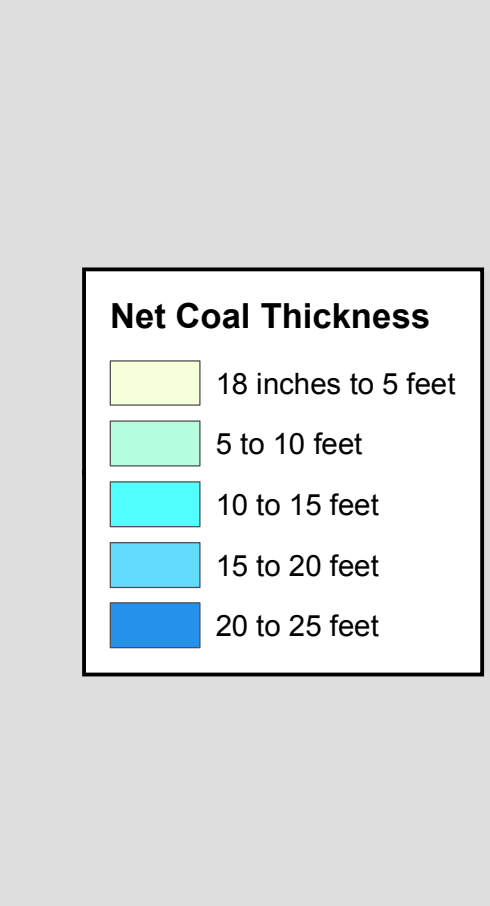 Net Coal Thickness
18 inches to 5 feet
5 to 10 feet
10 to 15 feet
15 to 20 feet
20 to 25 feet